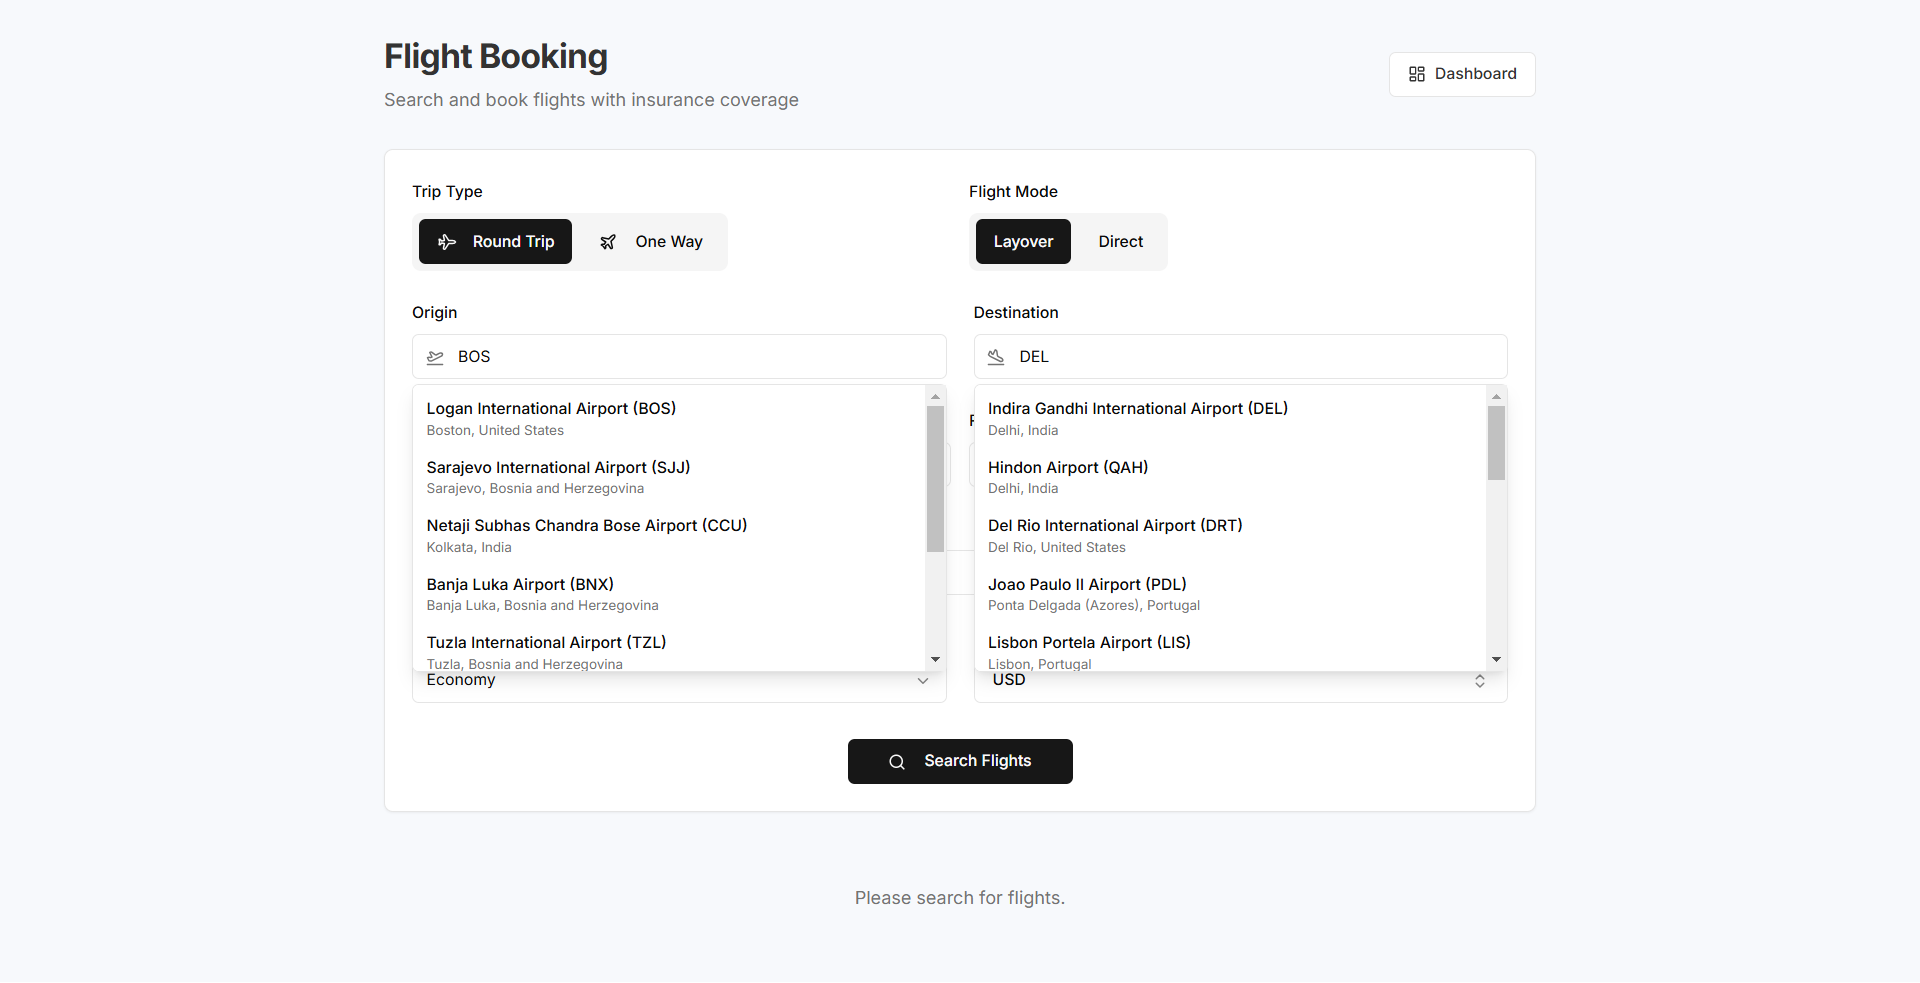 Flight Booking
Search and book flights with insurance coverage
Dashboard
Trip Type
Flight Mode
Round Trip
One Way
Layover
Direct
Origin
Destination
BOS
DEL
Logan International Airport (BOS)
Boston, United States
Sarajevo International Airport (SJJ)
Sarajevo, Bosnia and Herzegovina
Netaji Subhas Chandra Bose Airport (CCU)
Kolkata, India
Banja Luka Airport (BNX)
Banja Luka, Bosnia and Herzegovina
Tuzla International Airport (TZL)
Tuzla, Bosnia and Herzegovina
Indira Gandhi International Airport (DEL)
Delhi, India
Hindon Airport (QAH)
Delhi, India
Del Rio International Airport (DRT)
Del Rio, United States
Joao Paulo II Airport (PDL)
Ponta Delgada (Azores), Portugal
Lisbon Portela Airport (LIS)
Lisbon, Portugal
Economy
USD
Search Flights
Please search for flights.